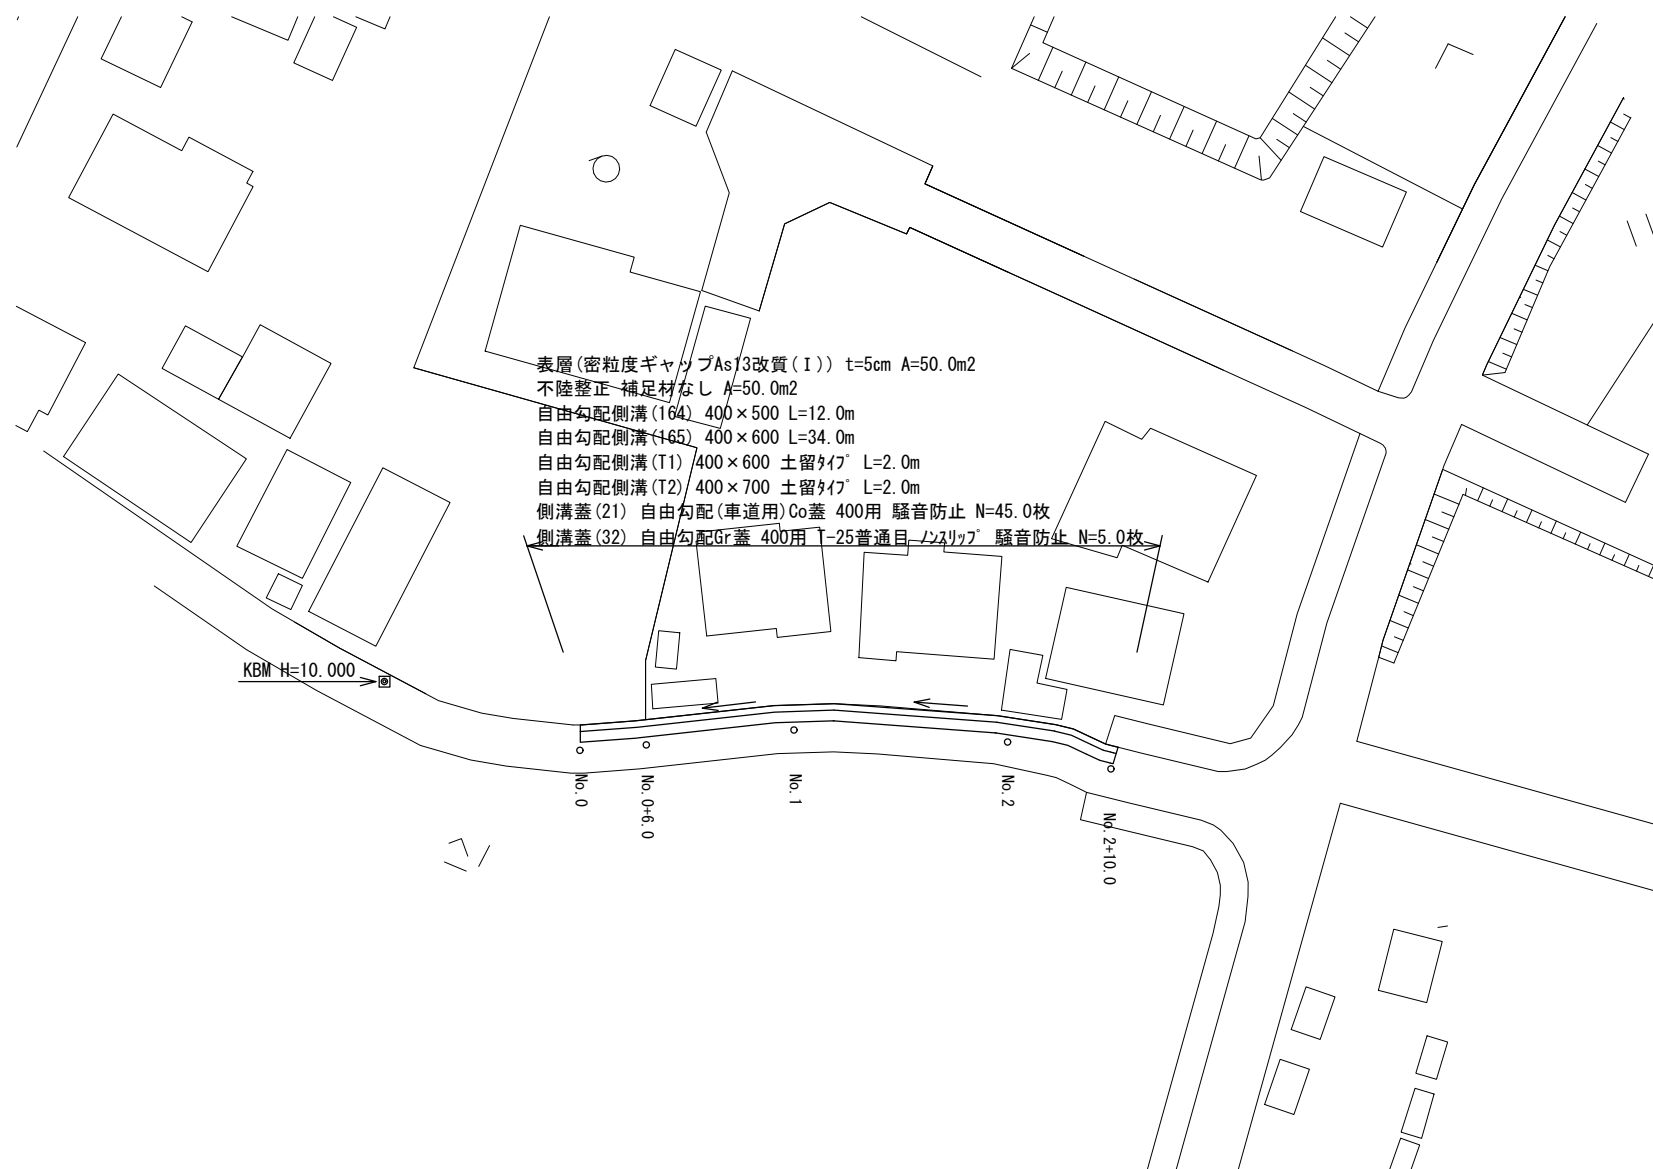 表層(密粒度ギャップAs13改質(Ⅰ)) t=5cm A=50.0m2
不陸整正 補足材なし A=50.0m2
自由勾配側溝(164) 400×500 L=12.0m
自由勾配側溝(165) 400×600 L=34.0m
自由勾配側溝(T1) 400×600 土留ﾀｲﾌﾟ L=2.0m
自由勾配側溝(T2) 400×700 土留ﾀｲﾌﾟ L=2.0m
側溝蓋(21) 自由勾配(車道用)Co蓋 400用 騒音防止 N=45.0枚
側溝蓋(32) 自由勾配Gr蓋 400用 T-25普通目 ﾉﾝｽﾘｯﾌﾟ 騒音防止 N=5.0枚
KBM H=10.000
No.0
No.0+6.0
No.1
No.2
No.2+10.0